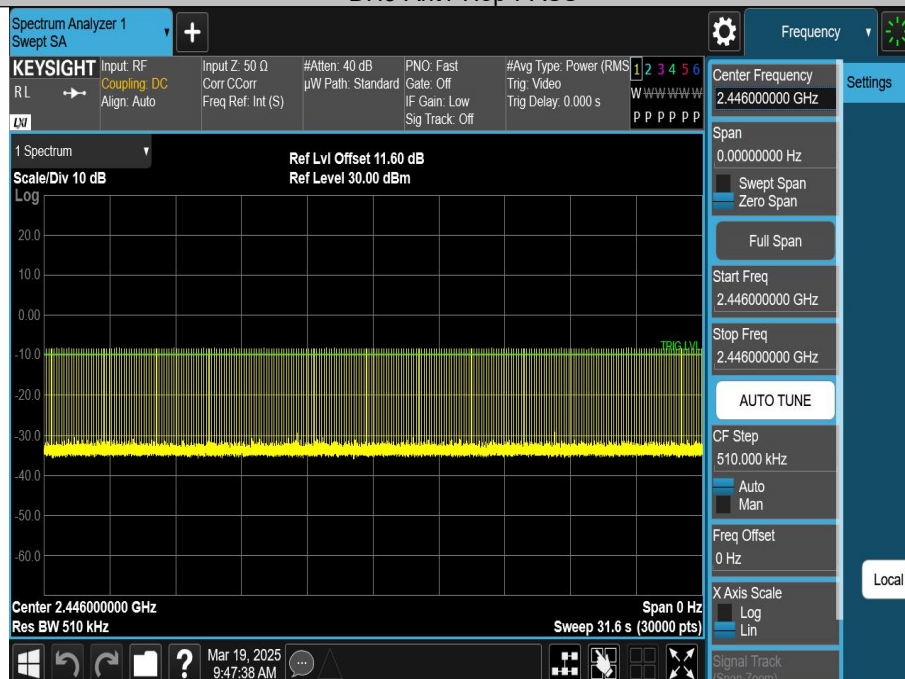 Spectrum Analyzer 1
Swept SA
Frequency
KEYSIGHT
RL
LXI
Input: RF
Coupling: DC
Align: Auto
Input Z: 50 Ω
Corr CCorr
Freq Ref: Int (S)
#Atten: 40 dB
µW Path: Standard
PNO: Fast
Gate: Off
IF Gain: Low
Sig Track: Off
#Avg Type: Power (RMS
Trig: Video
Trig Delay: 0.000 s
1 2 3 4 5 6
W W W W W W
P P P P P P
1 Spectrum
Scale/Div 10 dB
Ref Lvl Offset 11.60 dB
Ref Level 30.00 dBm
Log
20.0
10.0
0.00
-10.0
TRIG LVL
-20.0
-30.0
-40.0
-50.0
-60.0
Center 2.446000000 GHz
Span 0 Hz
Res BW 510 kHz
Sweep 31.6 s (30000 pts)
Center Frequency
2.446000000 GHz
Settings
Span
0.00000000 Hz
Swept Span
Zero Span
Full Span
Start Freq
2.446000000 GHz
Stop Freq
2.446000000 GHz
AUTO TUNE
CF Step
510.000 kHz
Auto
Man
Freq Offset
0 Hz
Local
X Axis Scale
Log
Lin
Signal Track
(Span Zoom)
?
Mar 19, 2025
9:47:38 AM